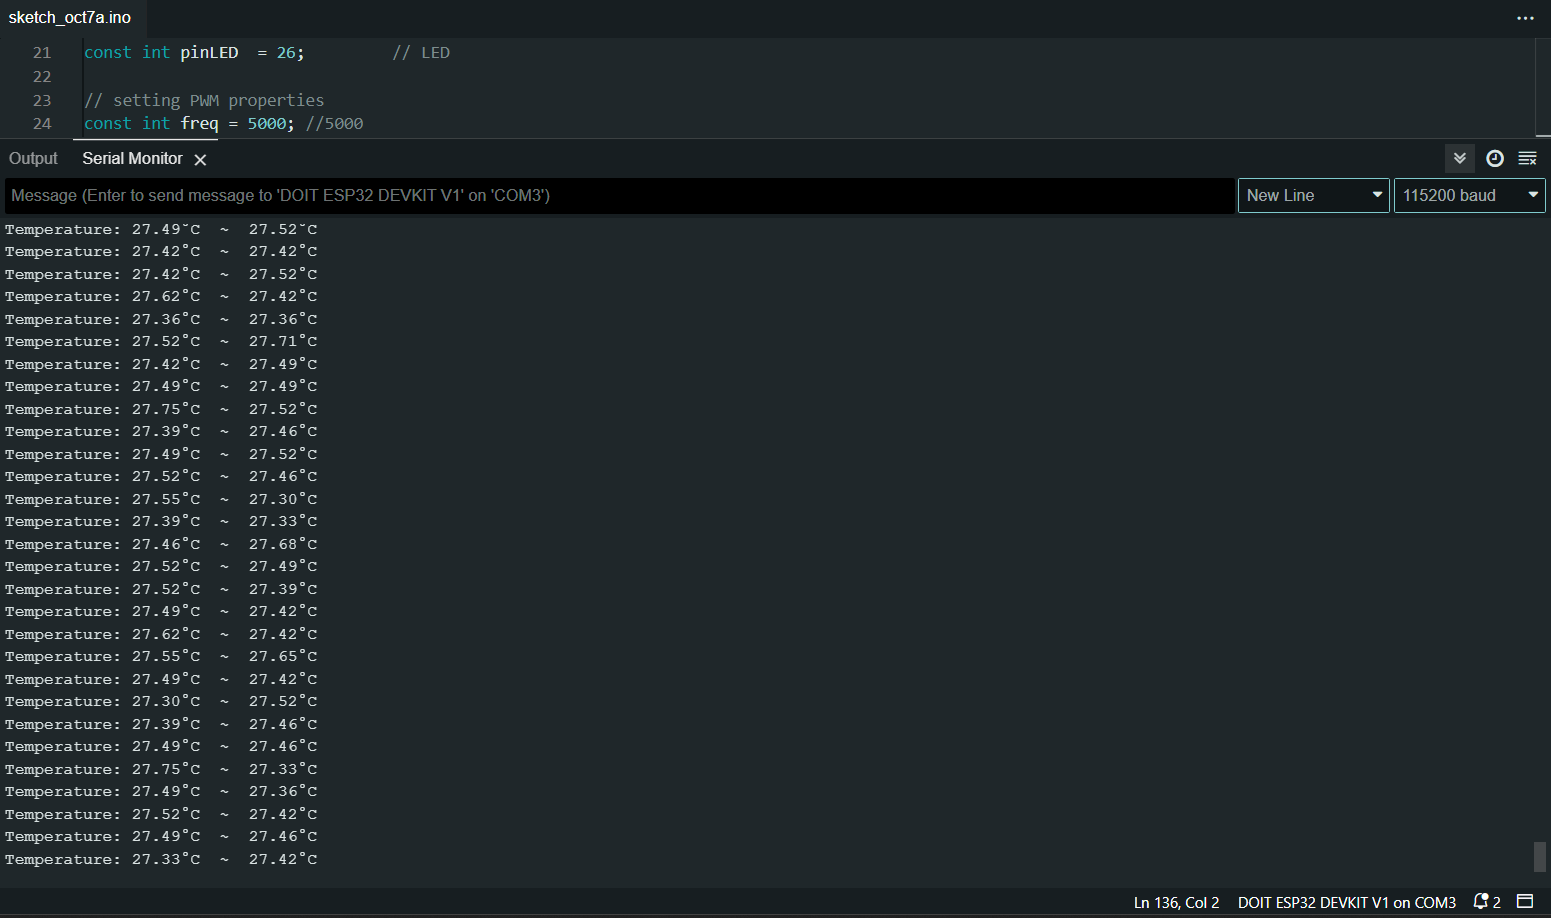 sketch_oct7a.ino
21 const int pinLED  = 26;         // LED
22
23 // setting PWM properties
24 const int freq = 5000; //5000
Output Serial Monitor
Message (Enter to send message to 'DOIT ESP32 DEVKIT V1' on 'COM3') New Line 115200 baud
Temperature: 27.49°C  ~  27.52°C
Temperature: 27.42°C  ~  27.42°C
Temperature: 27.42°C  ~  27.52°C
Temperature: 27.62°C  ~  27.42°C
Temperature: 27.36°C  ~  27.36°C
Temperature: 27.52°C  ~  27.71°C
Temperature: 27.42°C  ~  27.49°C
Temperature: 27.49°C  ~  27.49°C
Temperature: 27.75°C  ~  27.52°C
Temperature: 27.39°C  ~  27.46°C
Temperature: 27.49°C  ~  27.52°C
Temperature: 27.52°C  ~  27.46°C
Temperature: 27.55°C  ~  27.30°C
Temperature: 27.39°C  ~  27.33°C
Temperature: 27.46°C  ~  27.68°C
Temperature: 27.52°C  ~  27.49°C
Temperature: 27.52°C  ~  27.39°C
Temperature: 27.49°C  ~  27.42°C
Temperature: 27.62°C  ~  27.42°C
Temperature: 27.55°C  ~  27.65°C
Temperature: 27.49°C  ~  27.42°C
Temperature: 27.30°C  ~  27.52°C
Temperature: 27.39°C  ~  27.46°C
Temperature: 27.49°C  ~  27.46°C
Temperature: 27.75°C  ~  27.33°C
Temperature: 27.49°C  ~  27.36°C
Temperature: 27.52°C  ~  27.42°C
Temperature: 27.49°C  ~  27.46°C
Temperature: 27.33°C  ~  27.42°C
Ln 136, Col 2 DOIT ESP32 DEVKIT V1 on COM3 2